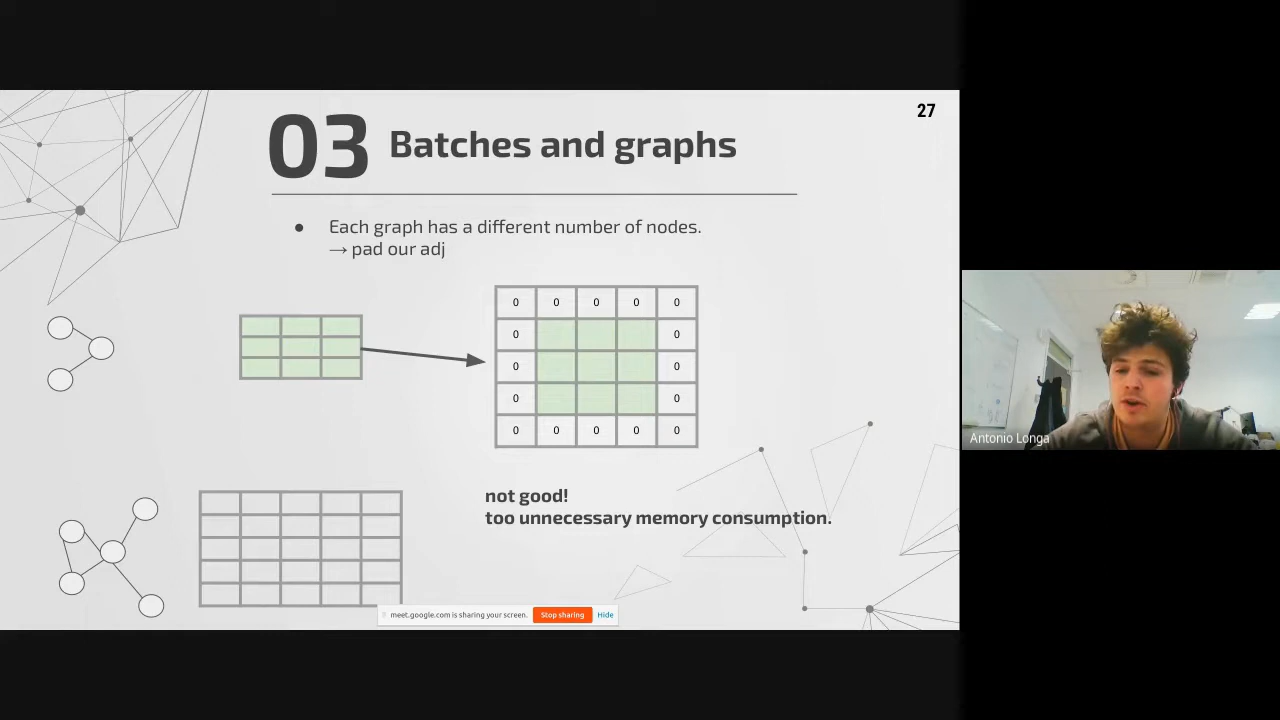 27
03 Batches and graphs
● Each graph has a different number of nodes.
→ pad our adj
0 0 0 0 0
0 0
0 0
0 0
0 0 0 0 0
not good!
too unnecessary memory consumption.
meet.google.com is sharing your screen. Stop sharing Hide
Antonio Longa